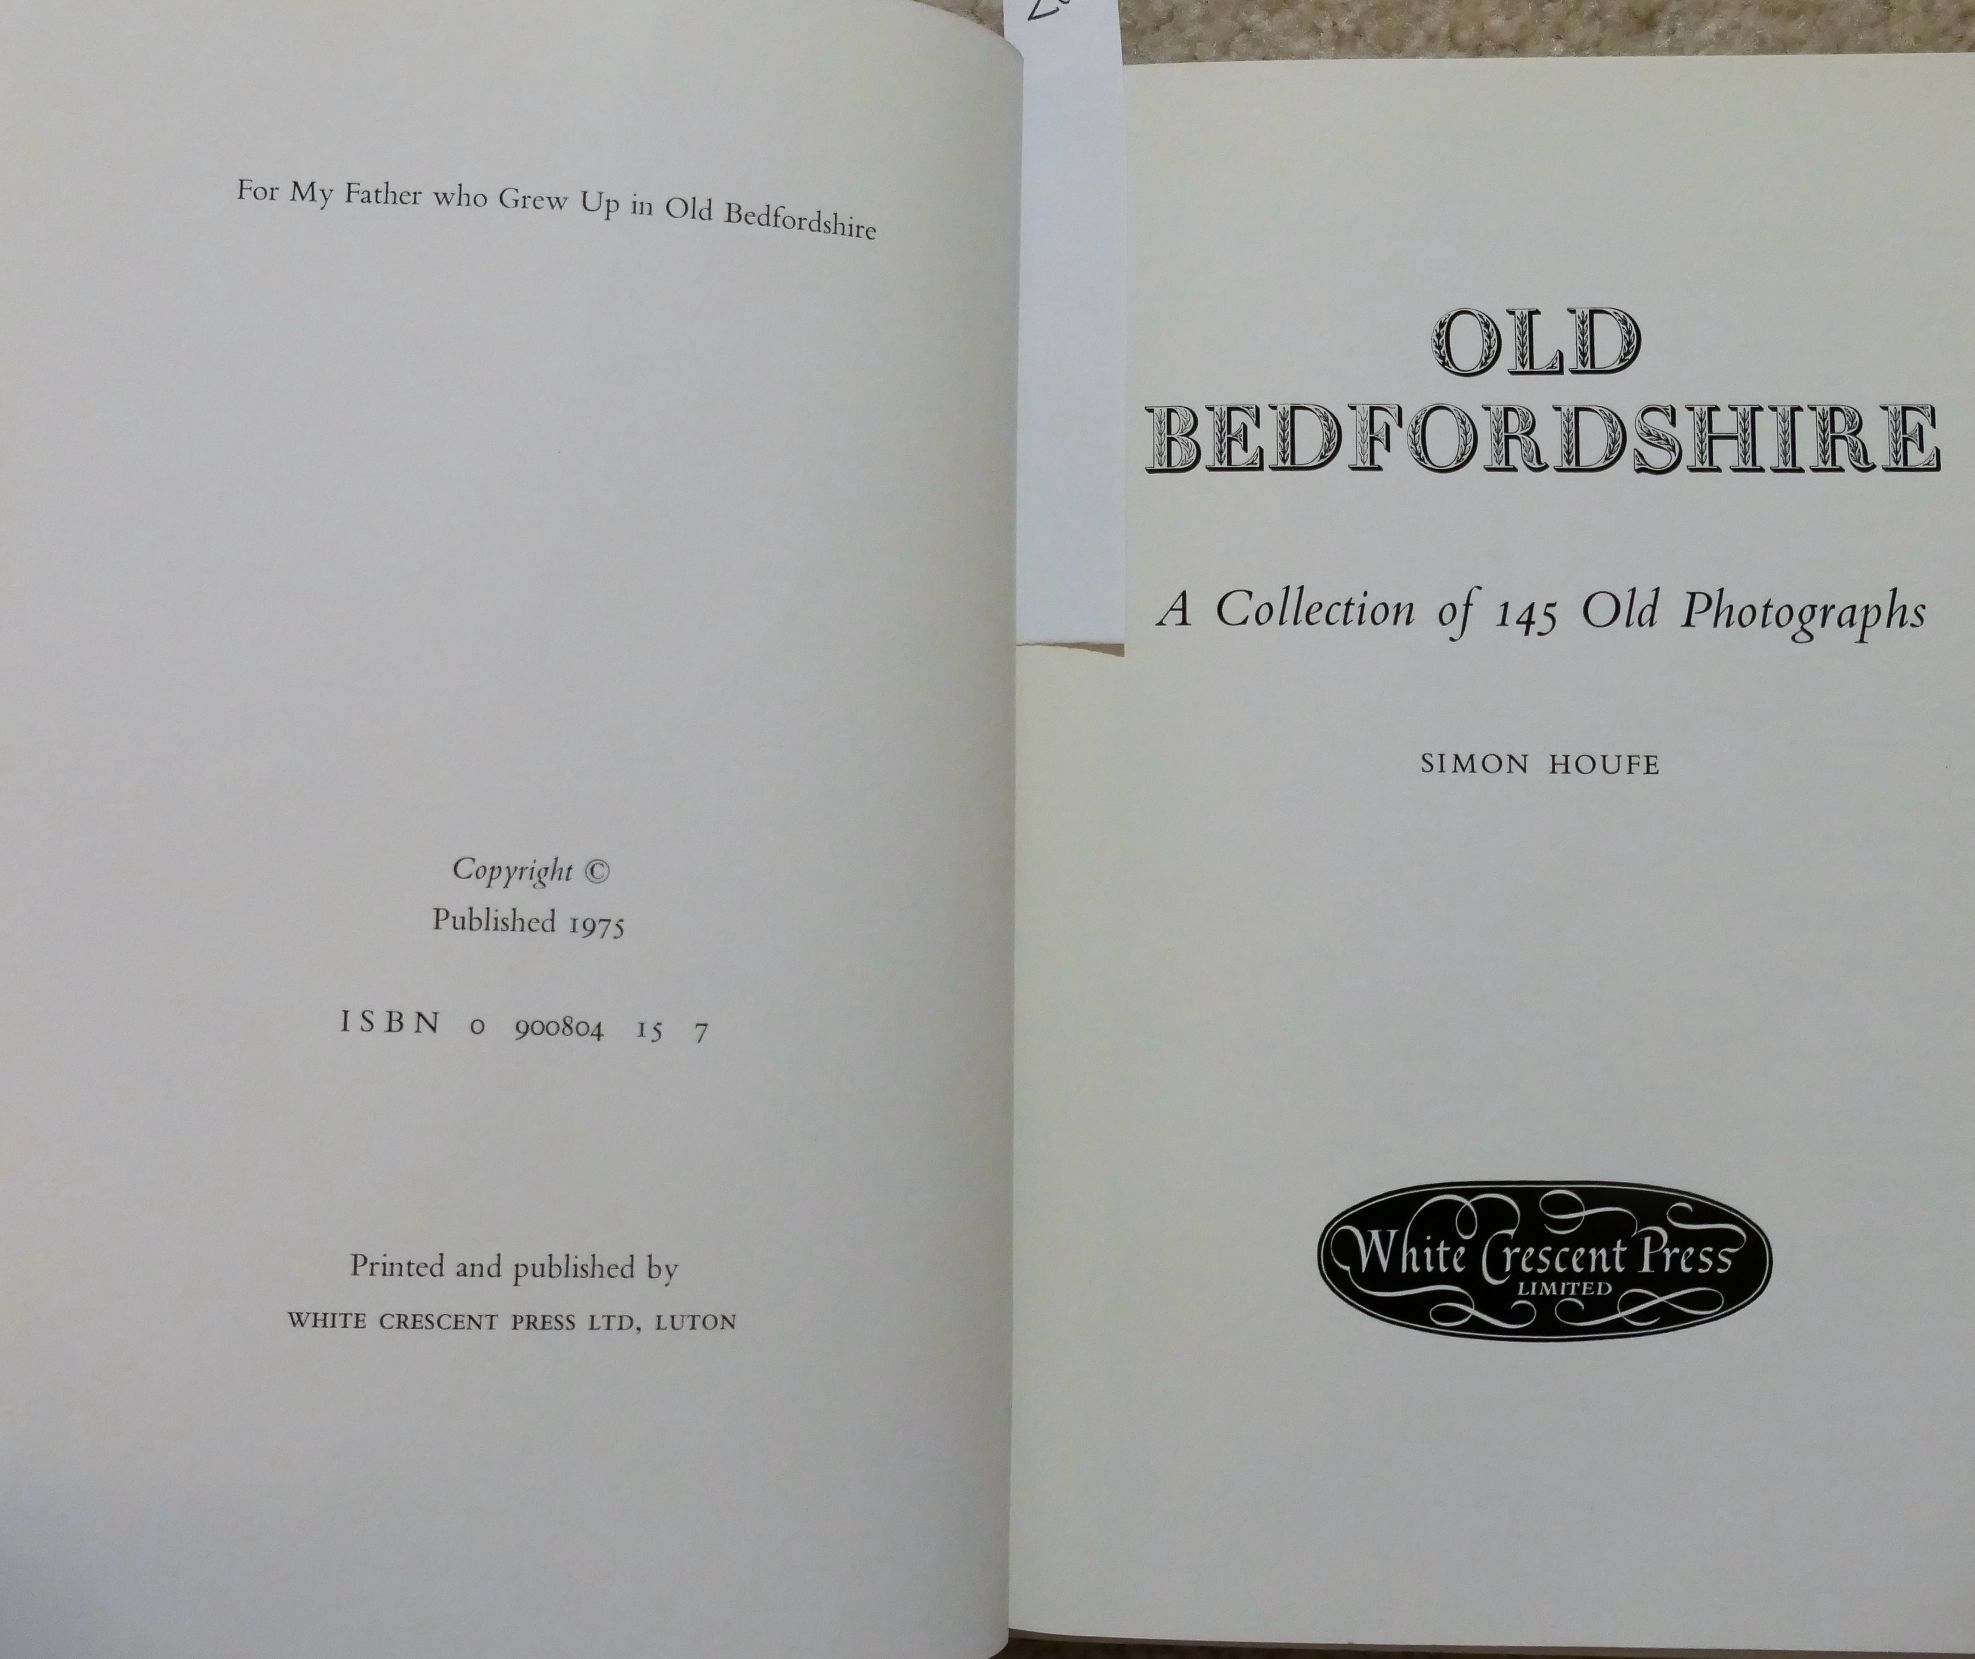 For My Father who Grew Up in Old Bedfordshire
Copyright ©
Published 1975
ISBN 0 900804 15 7
Printed and published by
WHITE CRESCENT PRESS LTD, LUTON
OLD
BEDFORDSHIRE
A Collection of 145 Old Photographs
SIMON HOUFE
White Crescent Press
LIMITED